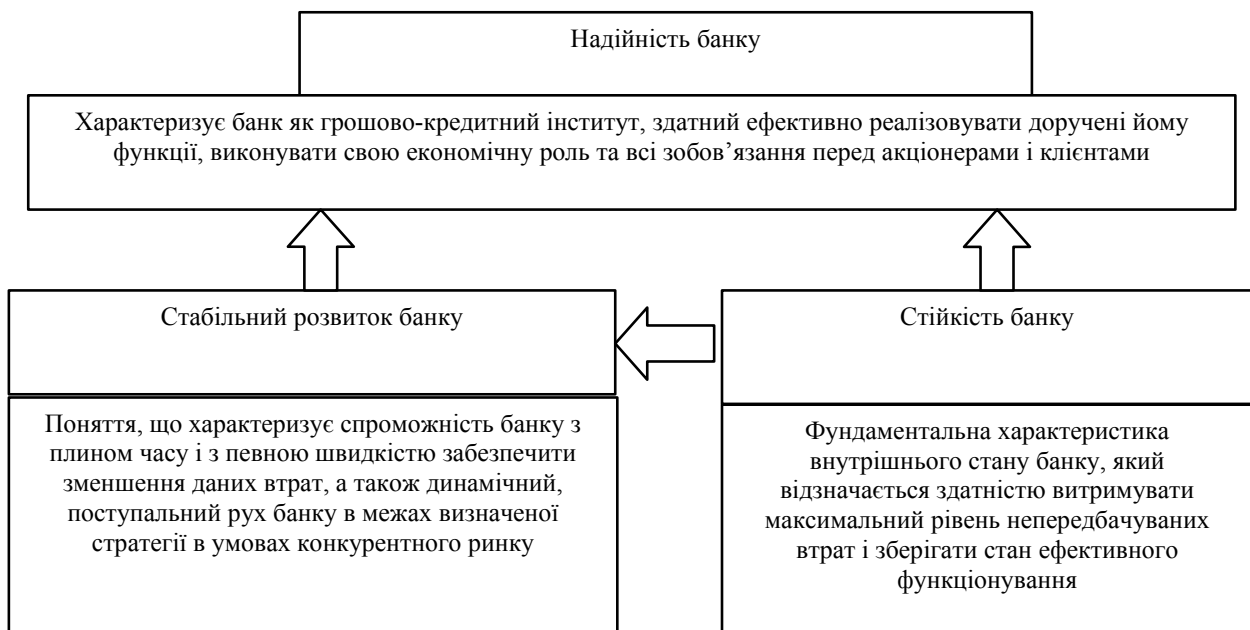 Надійність банку
Характеризує банк як грошово-кредитний інститут, здатний ефективно реалізовувати доручені йому
функції, виконувати свою економічну роль та всі зобов’язання перед акціонерами і клієнтами
Стабільний розвиток банку
Поняття, що характеризує спроможність банку з
плином часу і з певною швидкістю забезпечити
зменшення даних втрат, а також динамічний,
поступальний рух банку в межах визначеної
стратегії в умовах конкурентного ринку
Стійкість банку
Фундаментальна характеристика
внутрішнього стану банку, який
відзначається здатністю витримувати
максимальний рівень непередбачуваних
втрат і зберігати стан ефективного
функціонування